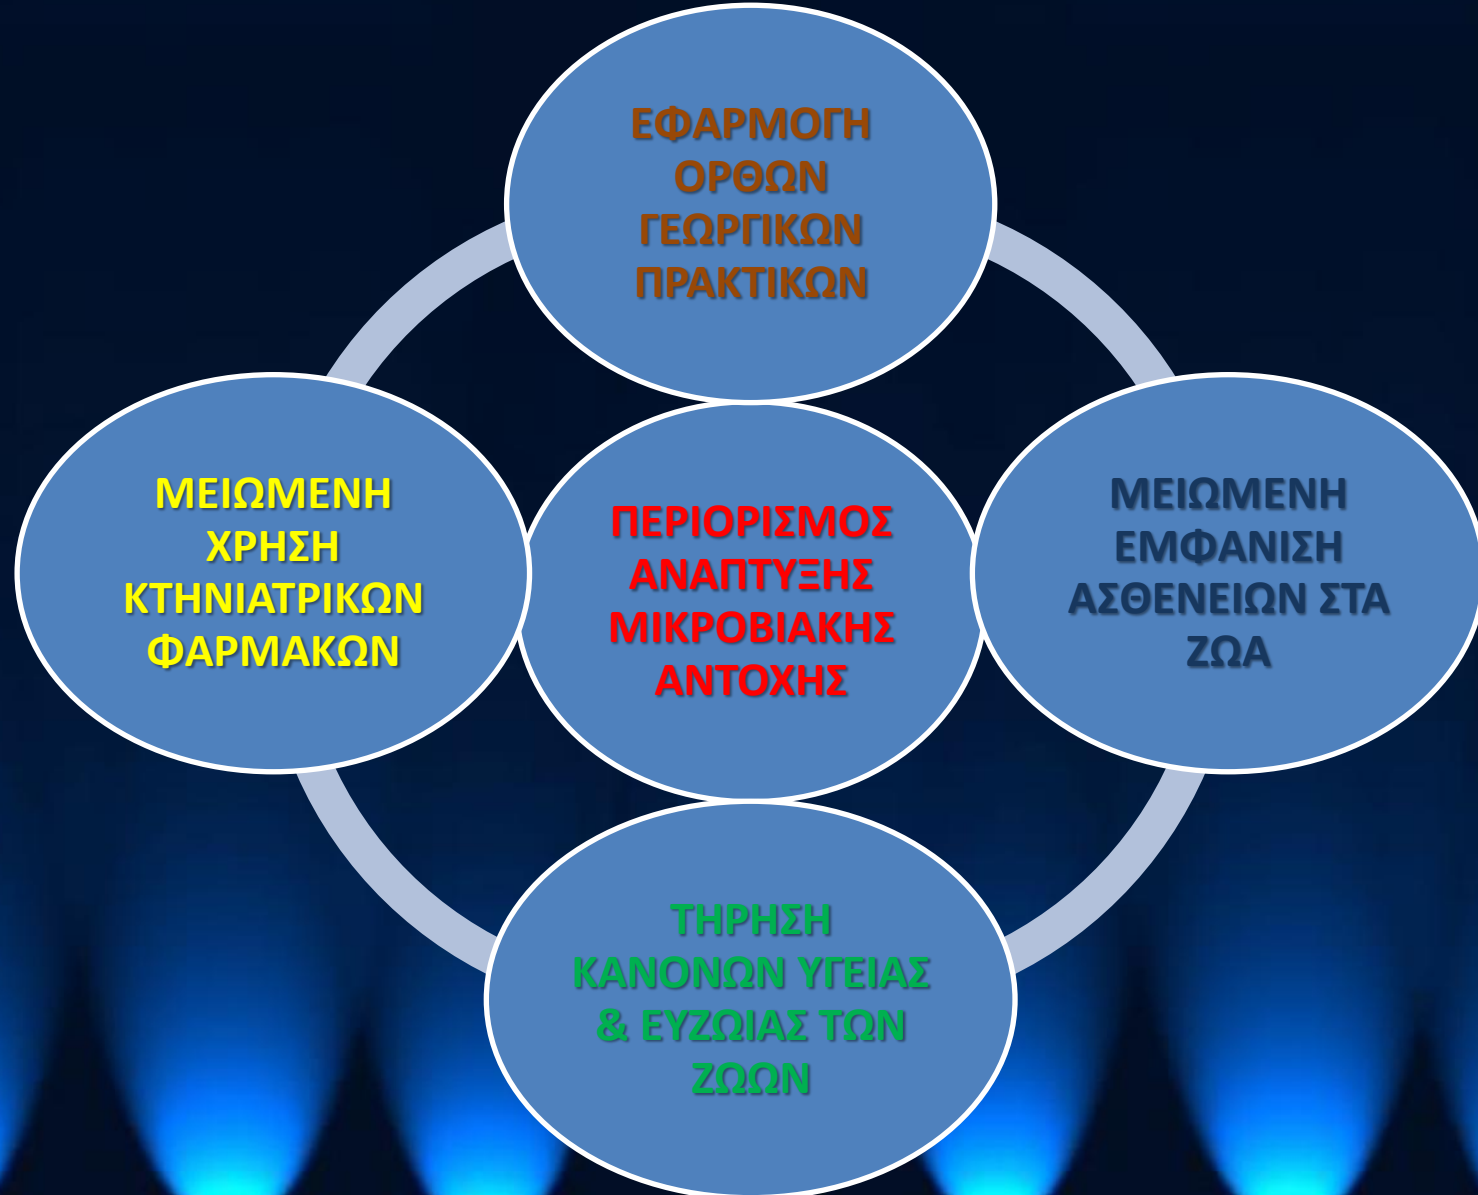 ΕΦΑΡΜΟΓΗ
ΟΡΘΩΝ
ΓΕΩΡΓΙΚΩΝ
ΠΡΑΚΤΙΚΩΝ
ΜΕΙΩΜΕΝΗ
ΧΡΗΣΗ
ΚΤΗΝΙΑΤΡΙΚΩΝ
ΦΑΡΜΑΚΩΝ
ΠΕΡΙΟΡΙΣΜΟΣ
ΑΝΑΠΤΥΞΗΣ
ΜΙΚΡΟΒΙΑΚΗΣ
ΑΝΤΟΧΗΣ
ΜΕΙΩΜΕΝΗ
ΕΜΦΑΝΙΣΗ
ΑΣΘΕΝΕΙΩΝ ΣΤΑ
ΖΩΑ
ΤΗΡΗΣΗ
ΚΑΝΟΝΩΝ ΥΓΕΙΑΣ
& ΕΥΖΩΙΑΣ ΤΩΝ
ΖΩΩΝ